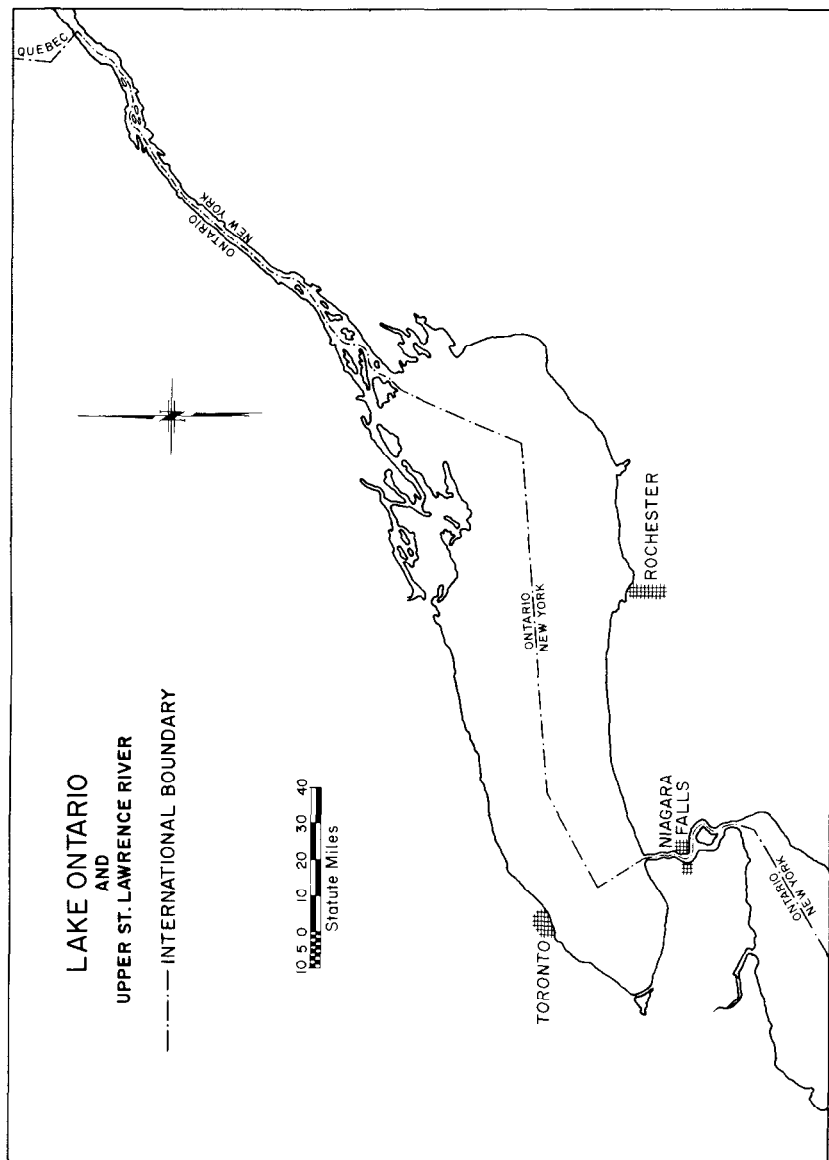 LAKE ONTARIO
AND
UPPER ST. LAWRENCE RIVER
INTERNATIONAL BOUNDARY
10 5 0 10 20 30 40
Statute Miles
QUEBEC
ONTARIO
NEW YORK
ONTARIO
NEW YORK
ROCHESTER
TORONTO
NIAGARA
FALLS
ONTARIO
NEW YORK